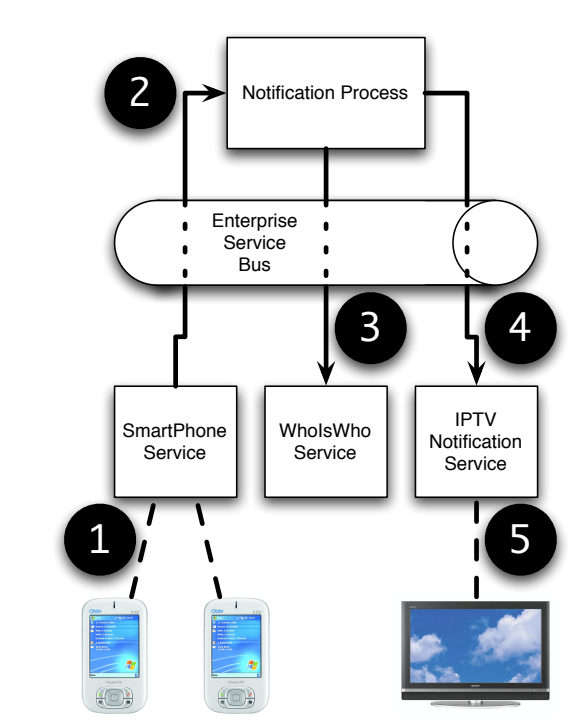 2
Notification Process
Enterprise
Service
Bus
3
4
SmartPhone
Service
WhoIsWho
Service
IPTV
Notification
Service
1
5